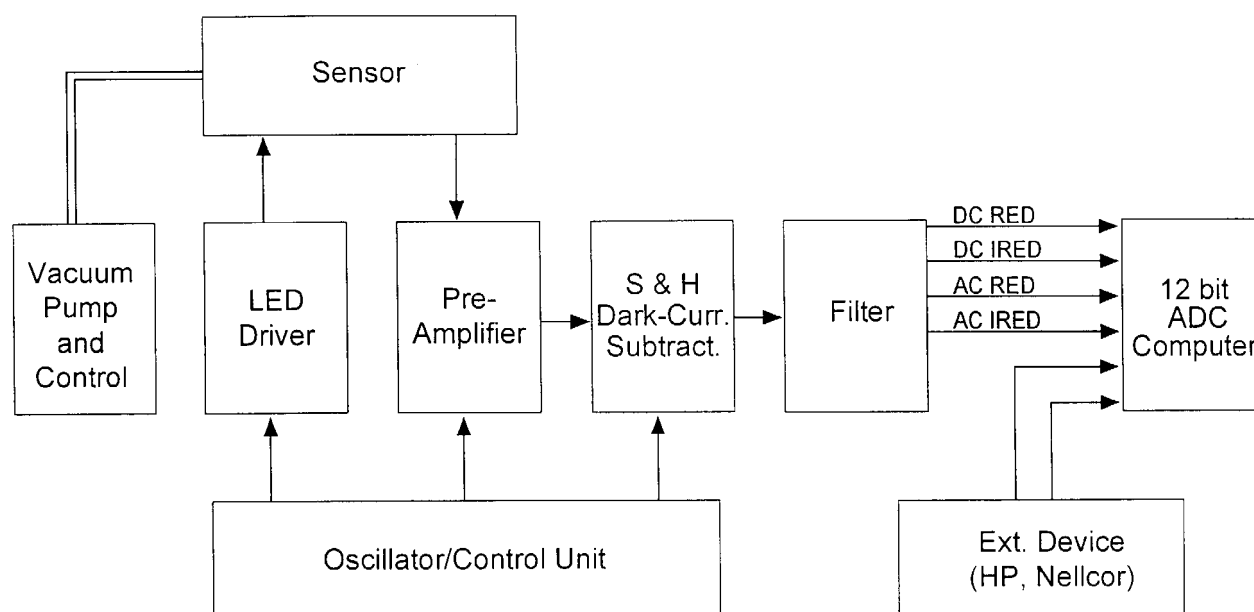 Sensor
Vacuum
Pump
and
Control
LED
Driver
Pre-
Amplifier
S & H
Dark-Curr.
Subtract.
Filter
DC RED
DC IRED
AC RED
AC IRED
12 bit
ADC
Computer
Oscillator/Control Unit
Ext. Device
(HP, Nellcor)